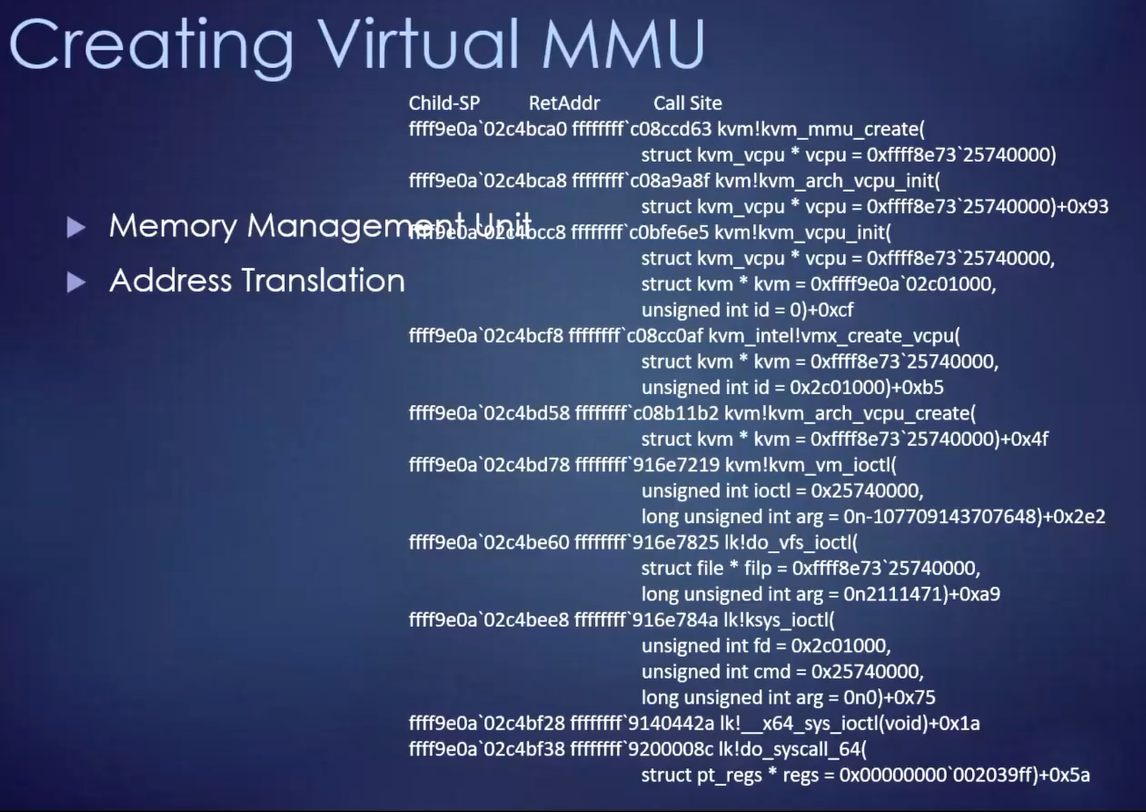 Creating Virtual MMU
Memory Management Unit
Address Translation
Child-SP RetAddr Call Site
ffff9e0a`02c4bca0 ffffffff`c08ccd63 kvm!kvm_mmu_create(
struct kvm_vcpu * vcpu = 0xffff8e73`25740000)
ffff9e0a`02c4bca8 ffffffff`c08a9a8f kvm!kvm_arch_vcpu_init(
struct kvm_vcpu * vcpu = 0xffff8e73`25740000)+0x93
ffff9e0a`02c4bcc8 ffffffff`c0bfe6e5 kvm!kvm_vcpu_init(
struct kvm_vcpu * vcpu = 0xffff8e73`25740000,
struct kvm * kvm = 0xffff9e0a`02c01000,
unsigned int id = 0)+0xcf
ffff9e0a`02c4bcf8 ffffffff`c08cc0af kvm_intel!vmx_create_vcpu(
struct kvm * kvm = 0xffff8e73`25740000,
unsigned int id = 0x2c01000)+0xb5
ffff9e0a`02c4bd58 ffffffff`c08b11b2 kvm!kvm_arch_vcpu_create(
struct kvm * kvm = 0xffff8e73`25740000)+0x4f
ffff9e0a`02c4bd78 ffffffff`916e7219 kvm!kvm_vm_ioctl(
unsigned int ioctl = 0x25740000,
long unsigned int arg = 0n-107709143707648)+0x2e2
ffff9e0a`02c4be60 ffffffff`916e7825 lk!do_vfs_ioctl(
struct file * filp = 0xffff8e73`25740000,
long unsigned int arg = 0n2111471)+0xa9
ffff9e0a`02c4bee8 ffffffff`916e784a lk!ksys_ioctl(
unsigned int fd = 0x2c01000,
unsigned int cmd = 0x25740000,
long unsigned int arg = 0n0)+0x75
ffff9e0a`02c4bf28 ffffffff`9140442a lk!__x64_sys_ioctl(void)+0x1a
ffff9e0a`02c4bf38 ffffffff`9200008c lk!do_syscall_64(
struct pt_regs * regs = 0x00000000`002039ff)+0x5a